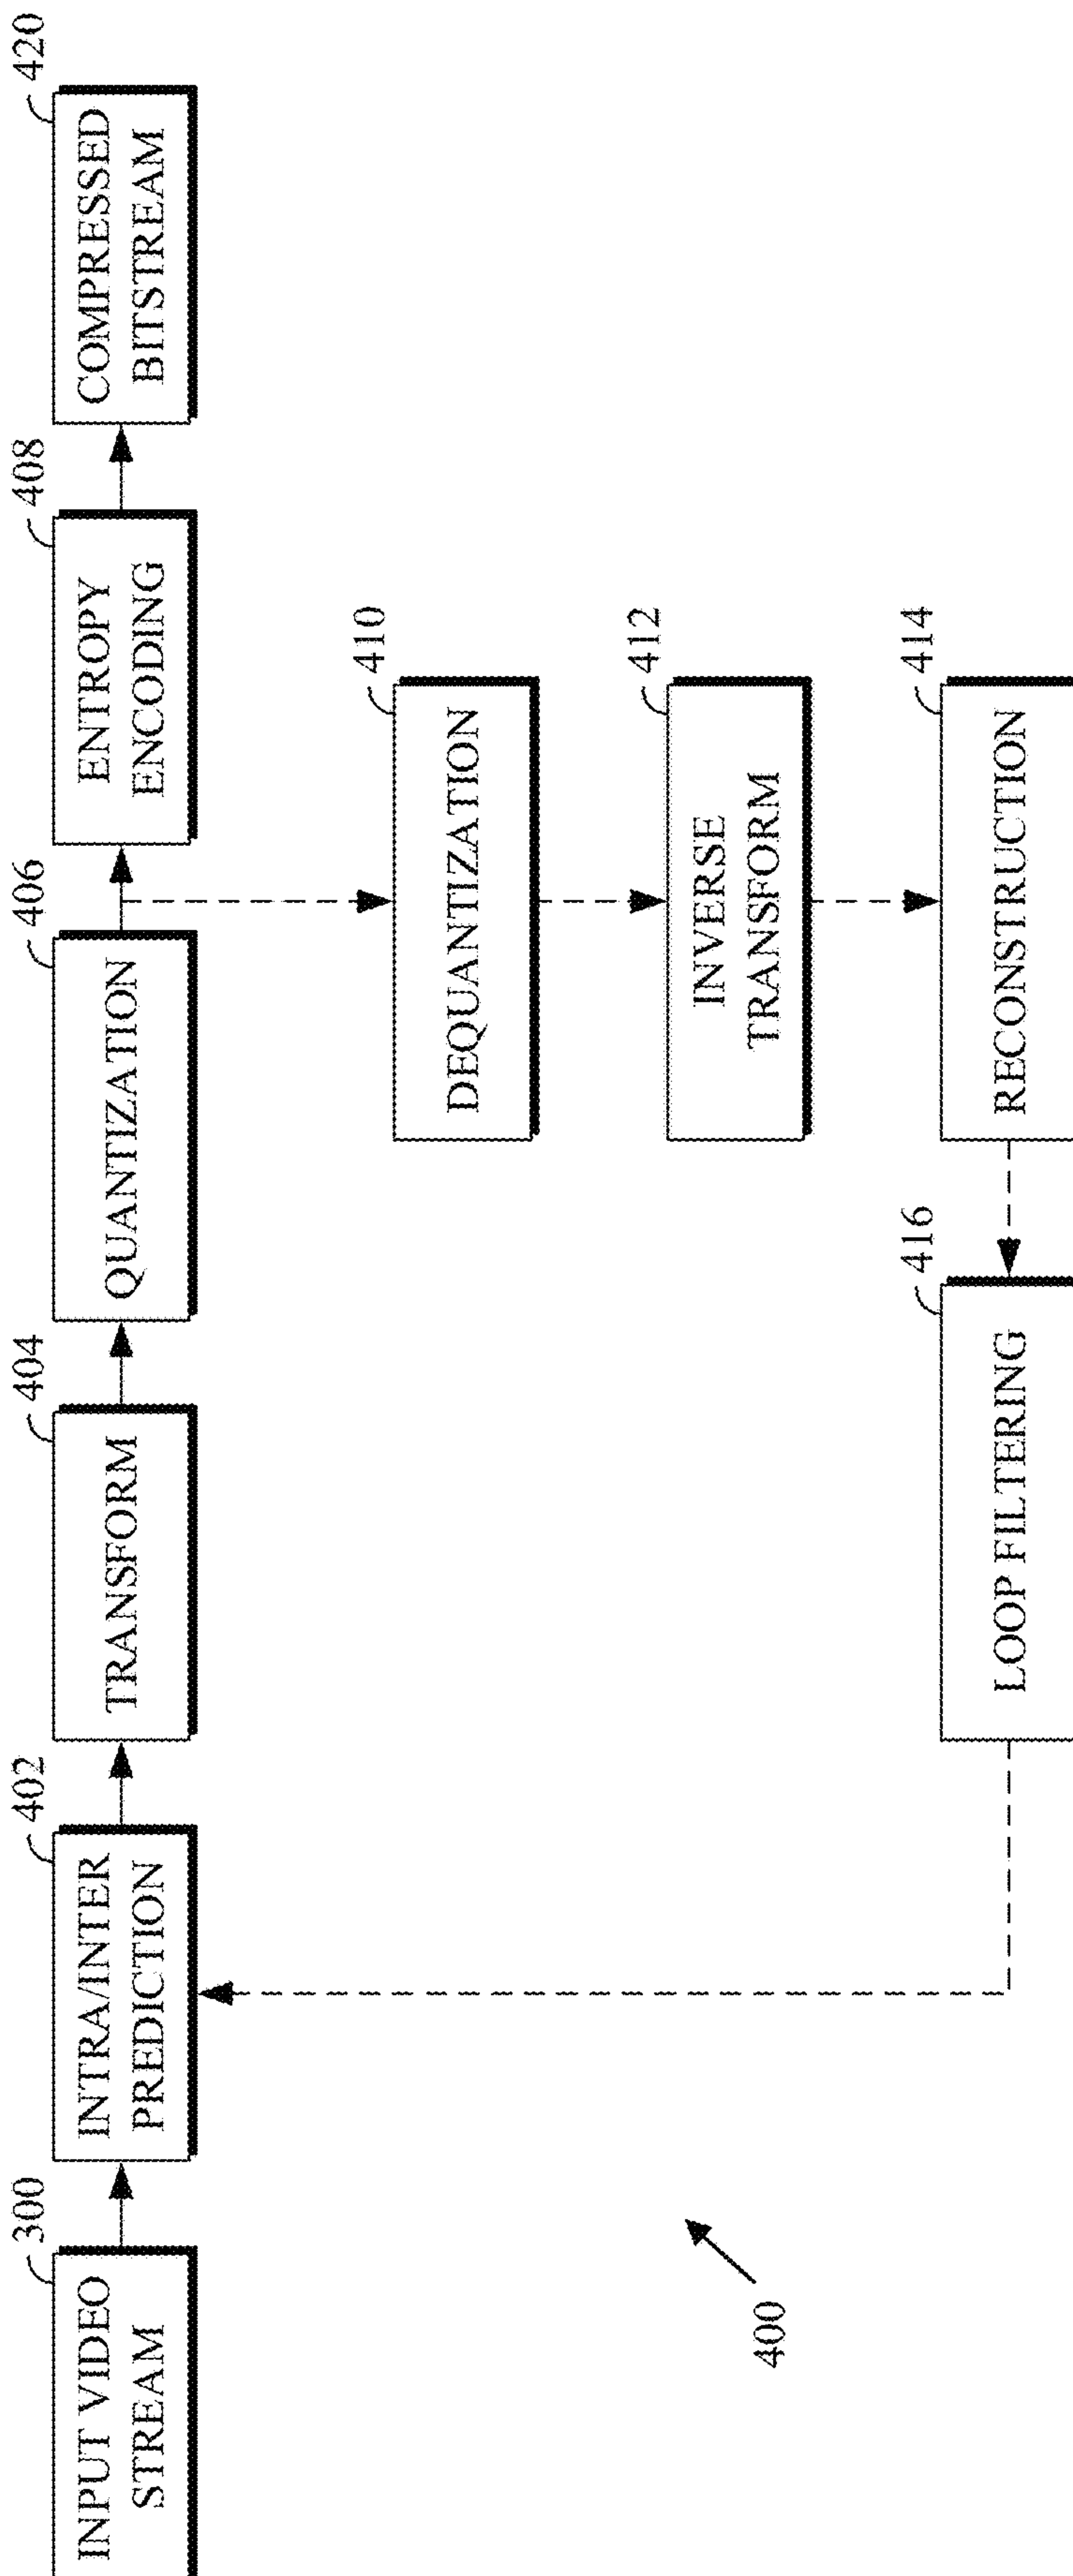 300
INPUT VIDEO
STREAM
402
INTRA/INTER
PREDICTION
404
TRANSFORM
406
QUANTIZATION
408
ENTROPY
ENCODING
420
COMPRESSED
BITSTREAM
410
DEQUANTIZATION
412
INVERSE
TRANSFORM
414
RECONSTRUCTION
416
LOOP FILTERING
400